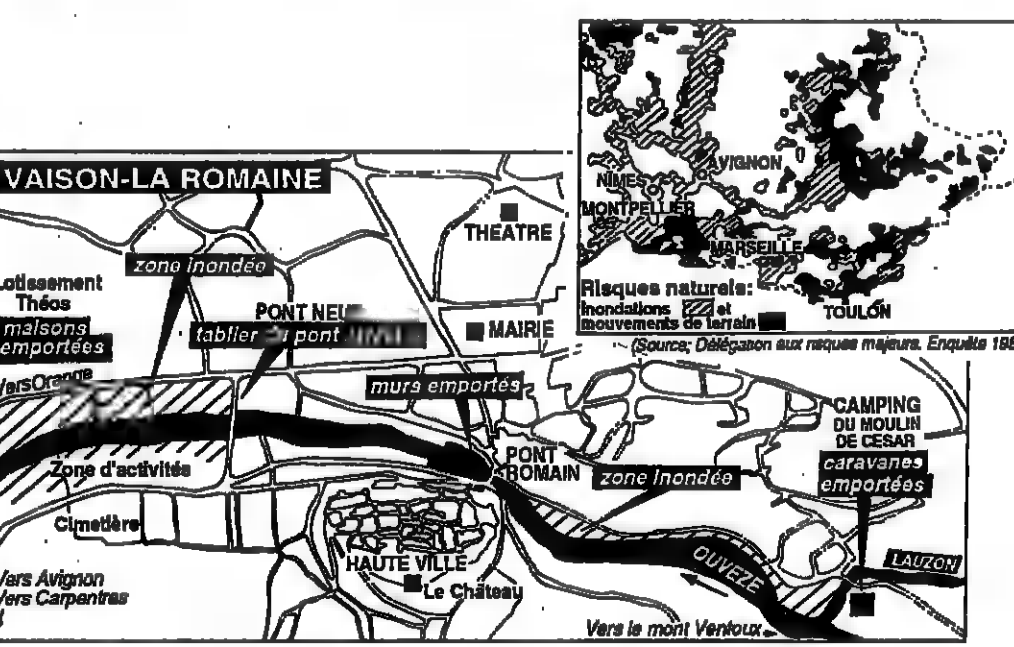 VAISON-LA ROMAINE
THEATRE
zone inondée
Lotissement
Théos
maisons
emportées
PONT NEUF
tablier du pont
MAIRIE
Vers Orange
murs emportés
Zone d'activités
PONT
ROMAIN
Cimetière
HAUTE VILLE
Le Château
Vers Avignon
Vers Carpentras
zone inondée
CAMPING
DU MOULIN
DE CESAR
caravanes
emportées
OUVEZE
LAUZON
Vers le mont Ventoux
AVIGNON
NIMES
MONTPELLIER
MARSEILLE
TOULON
Risques naturels:
Inondations et
mouvements de terrain
(Source; Délégation aux risques majeurs. Enquête 198